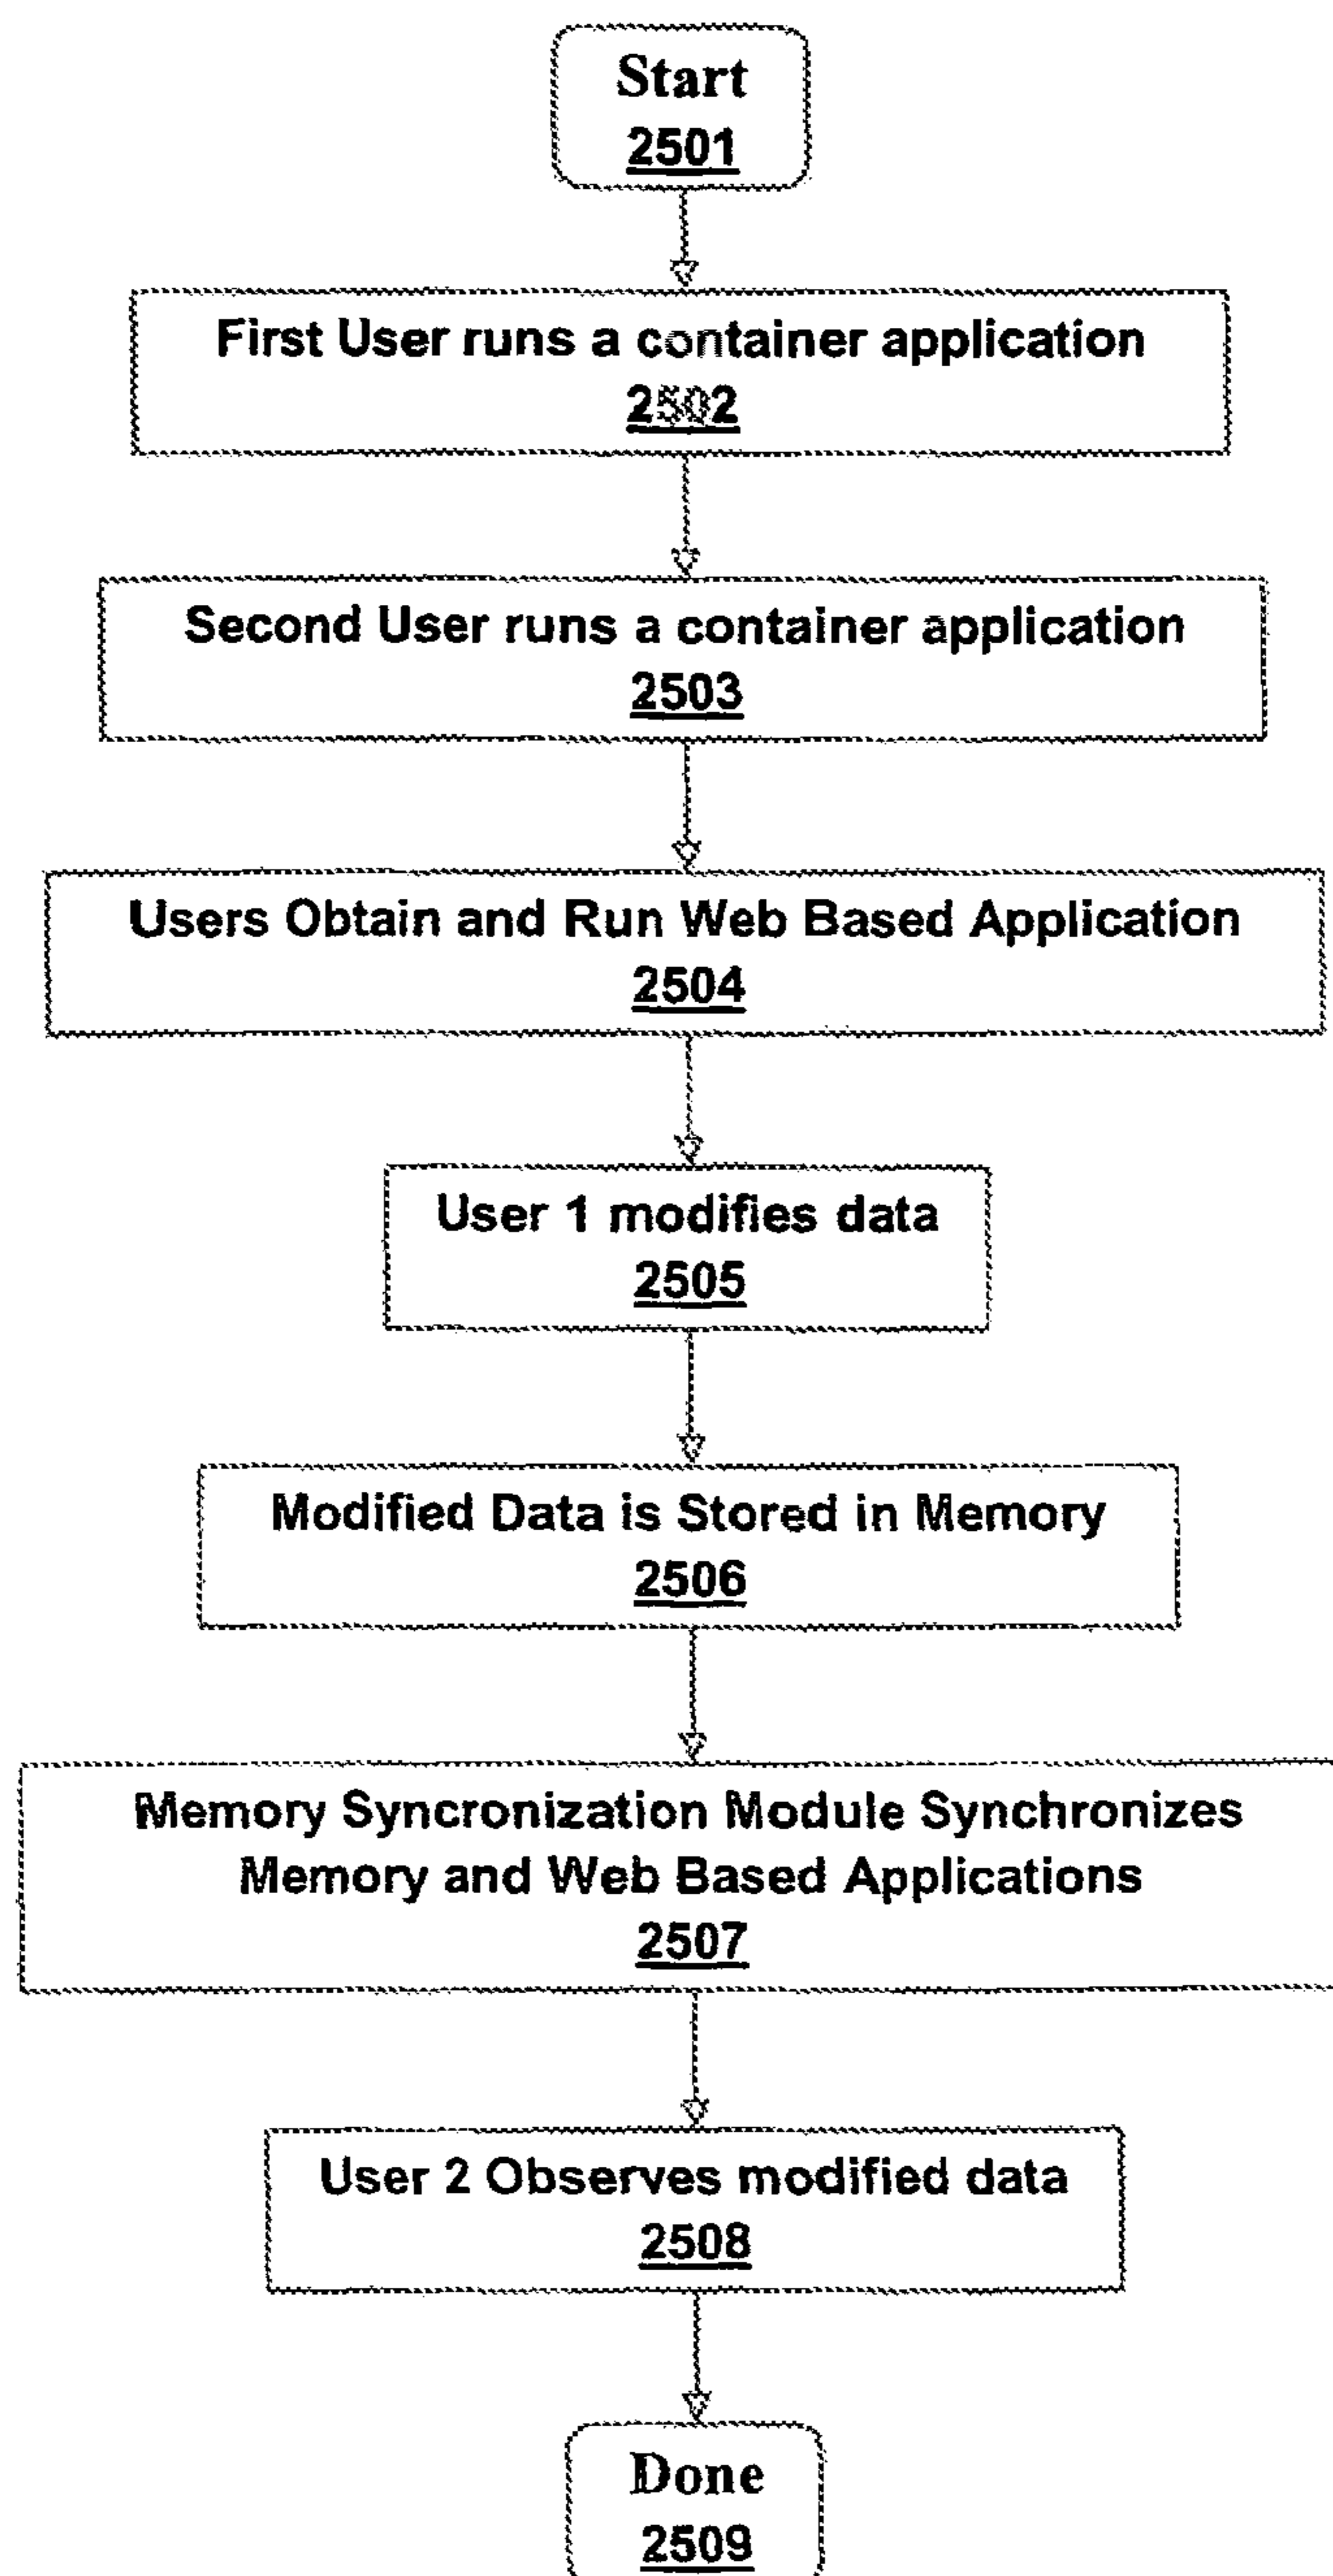 Start
2501
First User runs a container application
2502
Second User runs a container application
2503
Users Obtain and Run Web Based Application
2504
User 1 modifies data
2505
Modified Data is Stored in Memory
2506
Memory Syncronization Module Synchronizes
Memory and Web Based Applications
2507
User 2 Observes modified data
2508
Done
2509